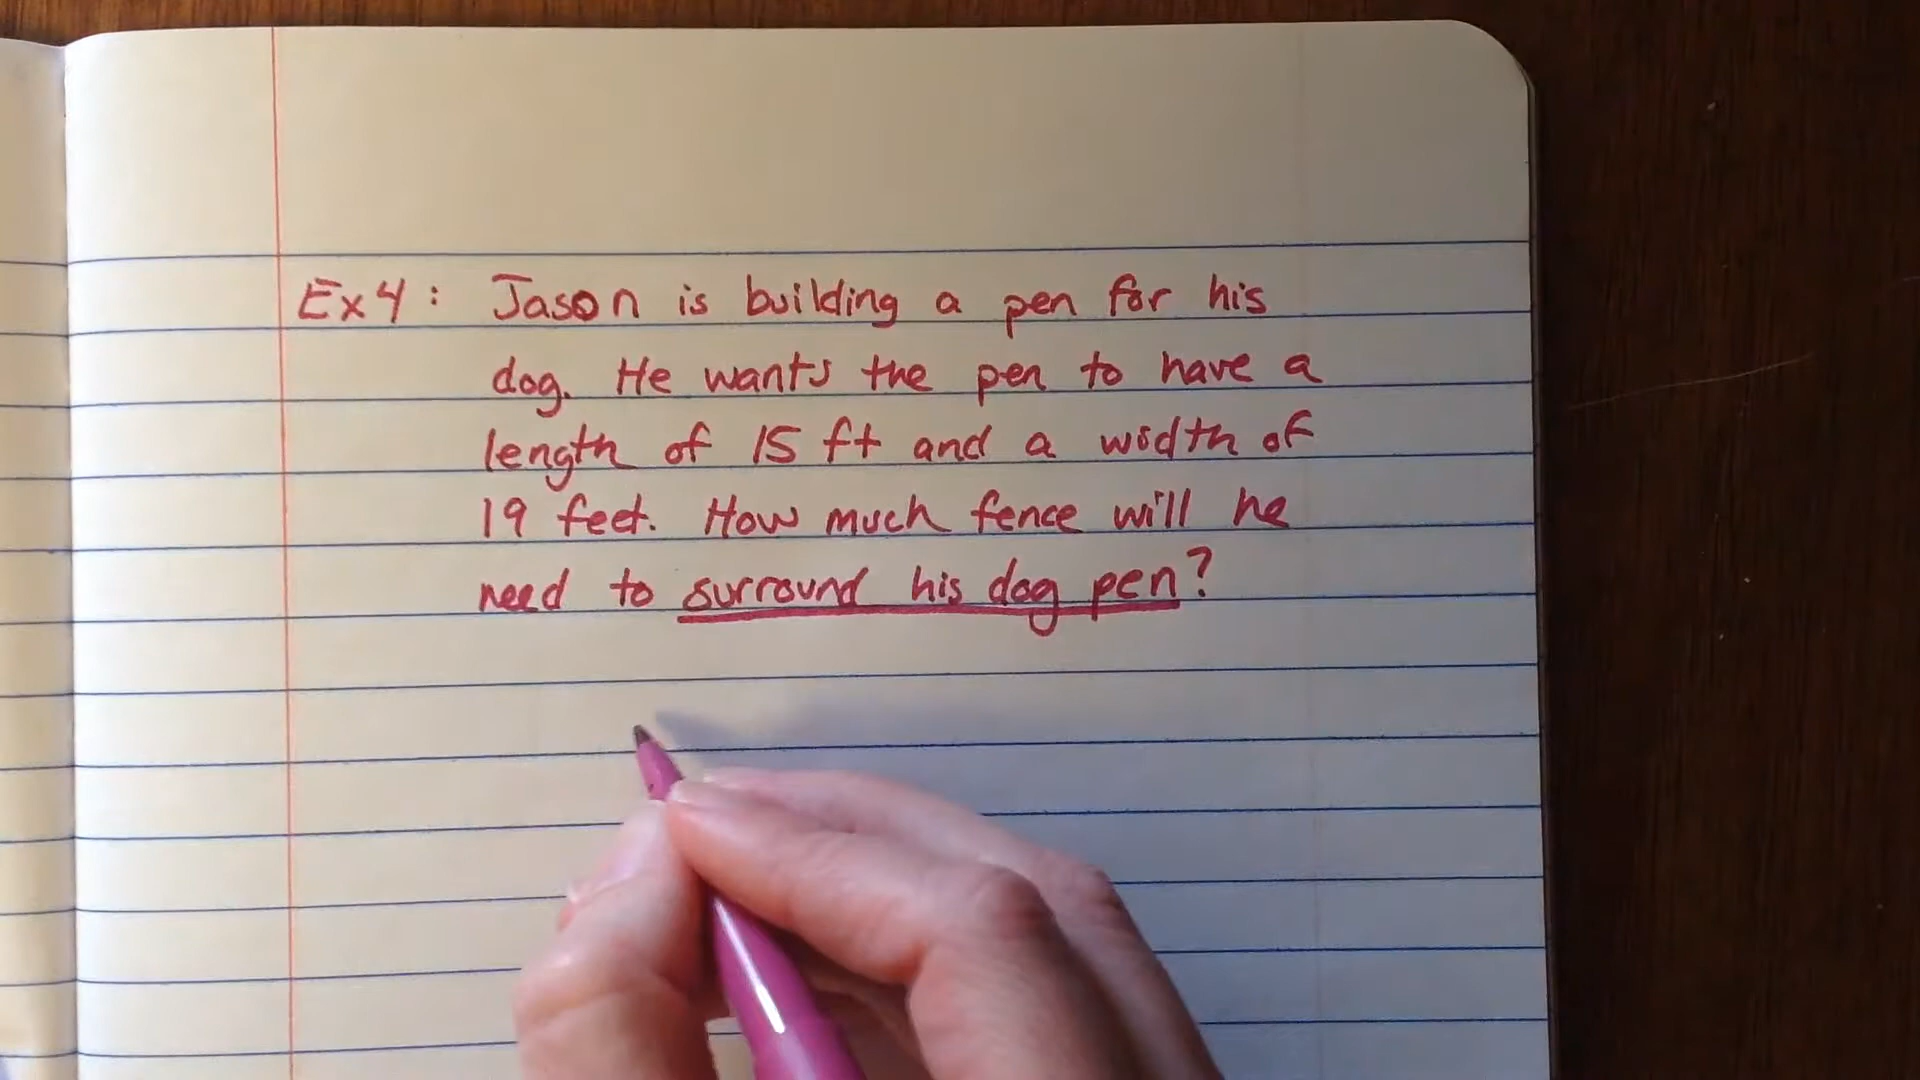 Ex 4: Jason is building a pen for his
dog. He wants the pen to have a
length of 15 ft and a width of
19 feet. How much fence will he
need to surround his dog pen?